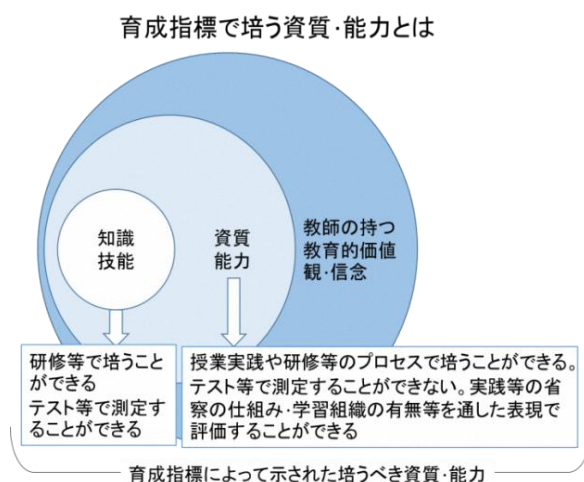 育成指標で培う資質・能力とは
知識
技能
資質
能力
教師の持つ
教育的価値
観・信念
研修等で培うこと
ができる
テスト等で測定す
ることができる
授業実践や研修等のプロセスで培うことができる。
テスト等で測定することができない。実践等の省
察の仕組み・学習組織の有無等を通した表現で
評価することができる
育成指標によって示された培うべき資質・能力